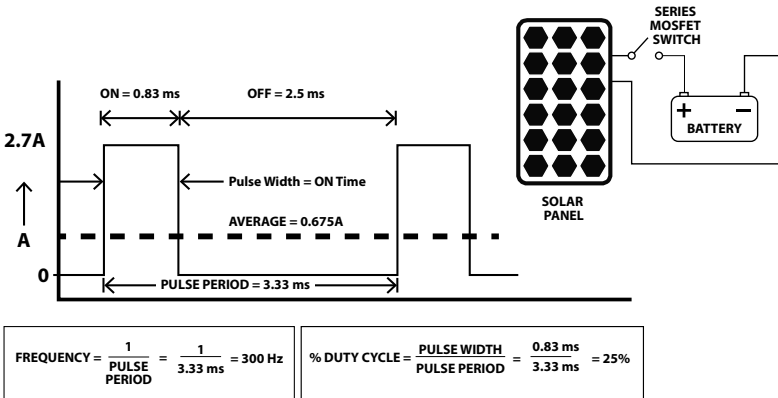 SERIES
MOSFET
SWITCH
ON = 0.83 ms
OFF = 2.5 ms
+ −
BATTERY
2.7A
Pulse Width = ON Time
SOLAR
PANEL
AVERAGE = 0.675A
A
0
PULSE PERIOD = 3.33 ms
FREQUENCY = 1 / PULSE PERIOD = 1 / 3.33 ms = 300 Hz
% DUTY CYCLE = PULSE WIDTH / PULSE PERIOD = 0.83 ms / 3.33 ms = 25%